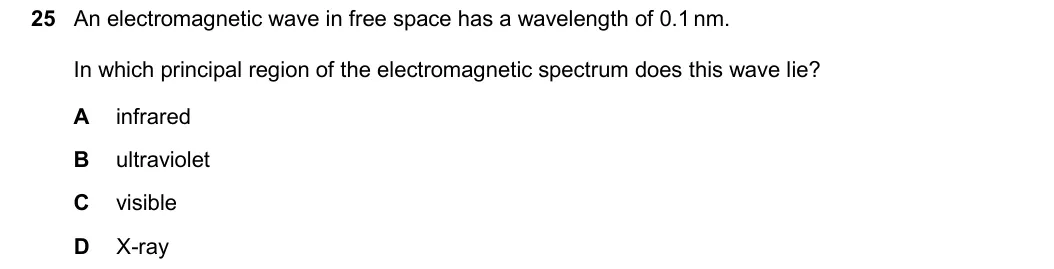 25 An electromagnetic wave in free space has a wavelength of 0.1 nm.
In which principal region of the electromagnetic spectrum does this wave lie?
A infrared
B ultraviolet
C visible
D X-ray